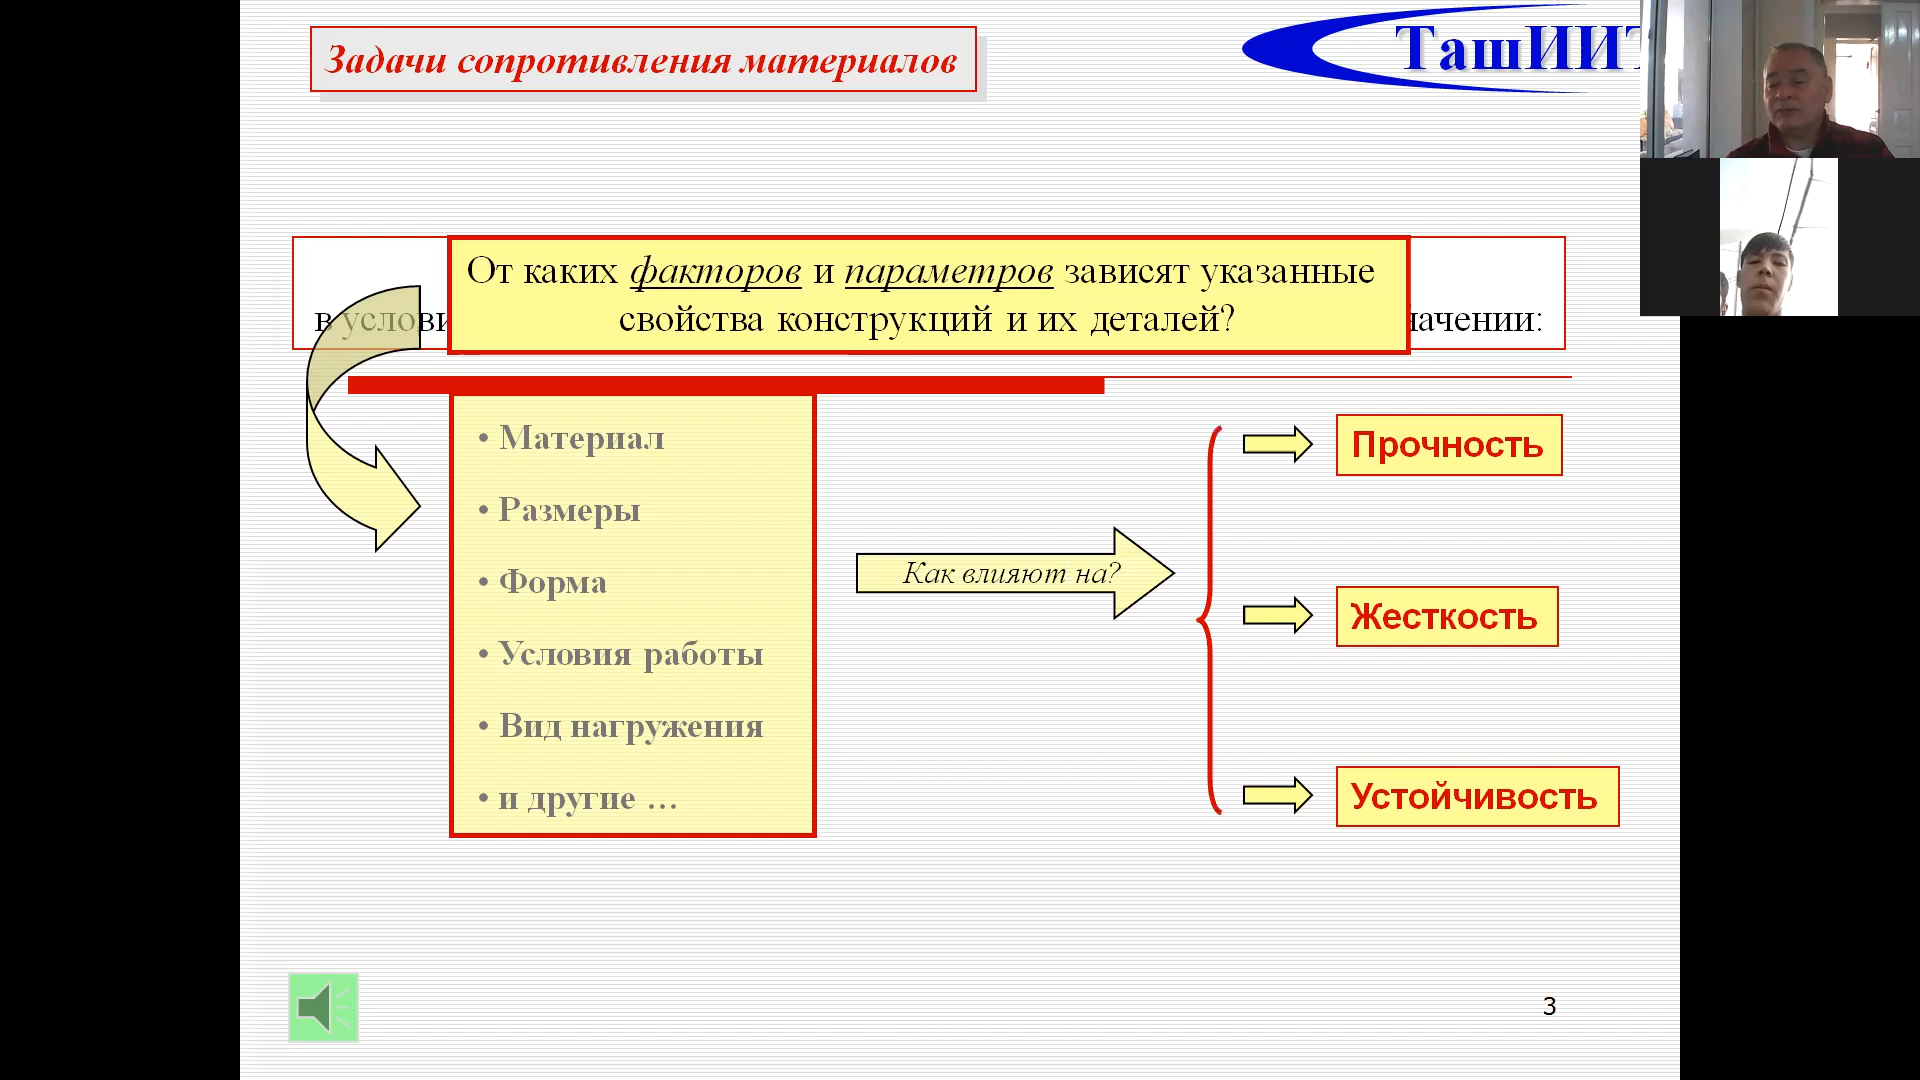 Задачи сопротивления материалов
ТашИИТ
От каких факторов и параметров зависят указанные
свойства конструкций и их деталей?
в
начении:
• Материал
• Размеры
• Форма
• Условия работы
• Вид нагружения
• и другие …
Как влияют на?
Прочность
Жесткость
Устойчивость
3